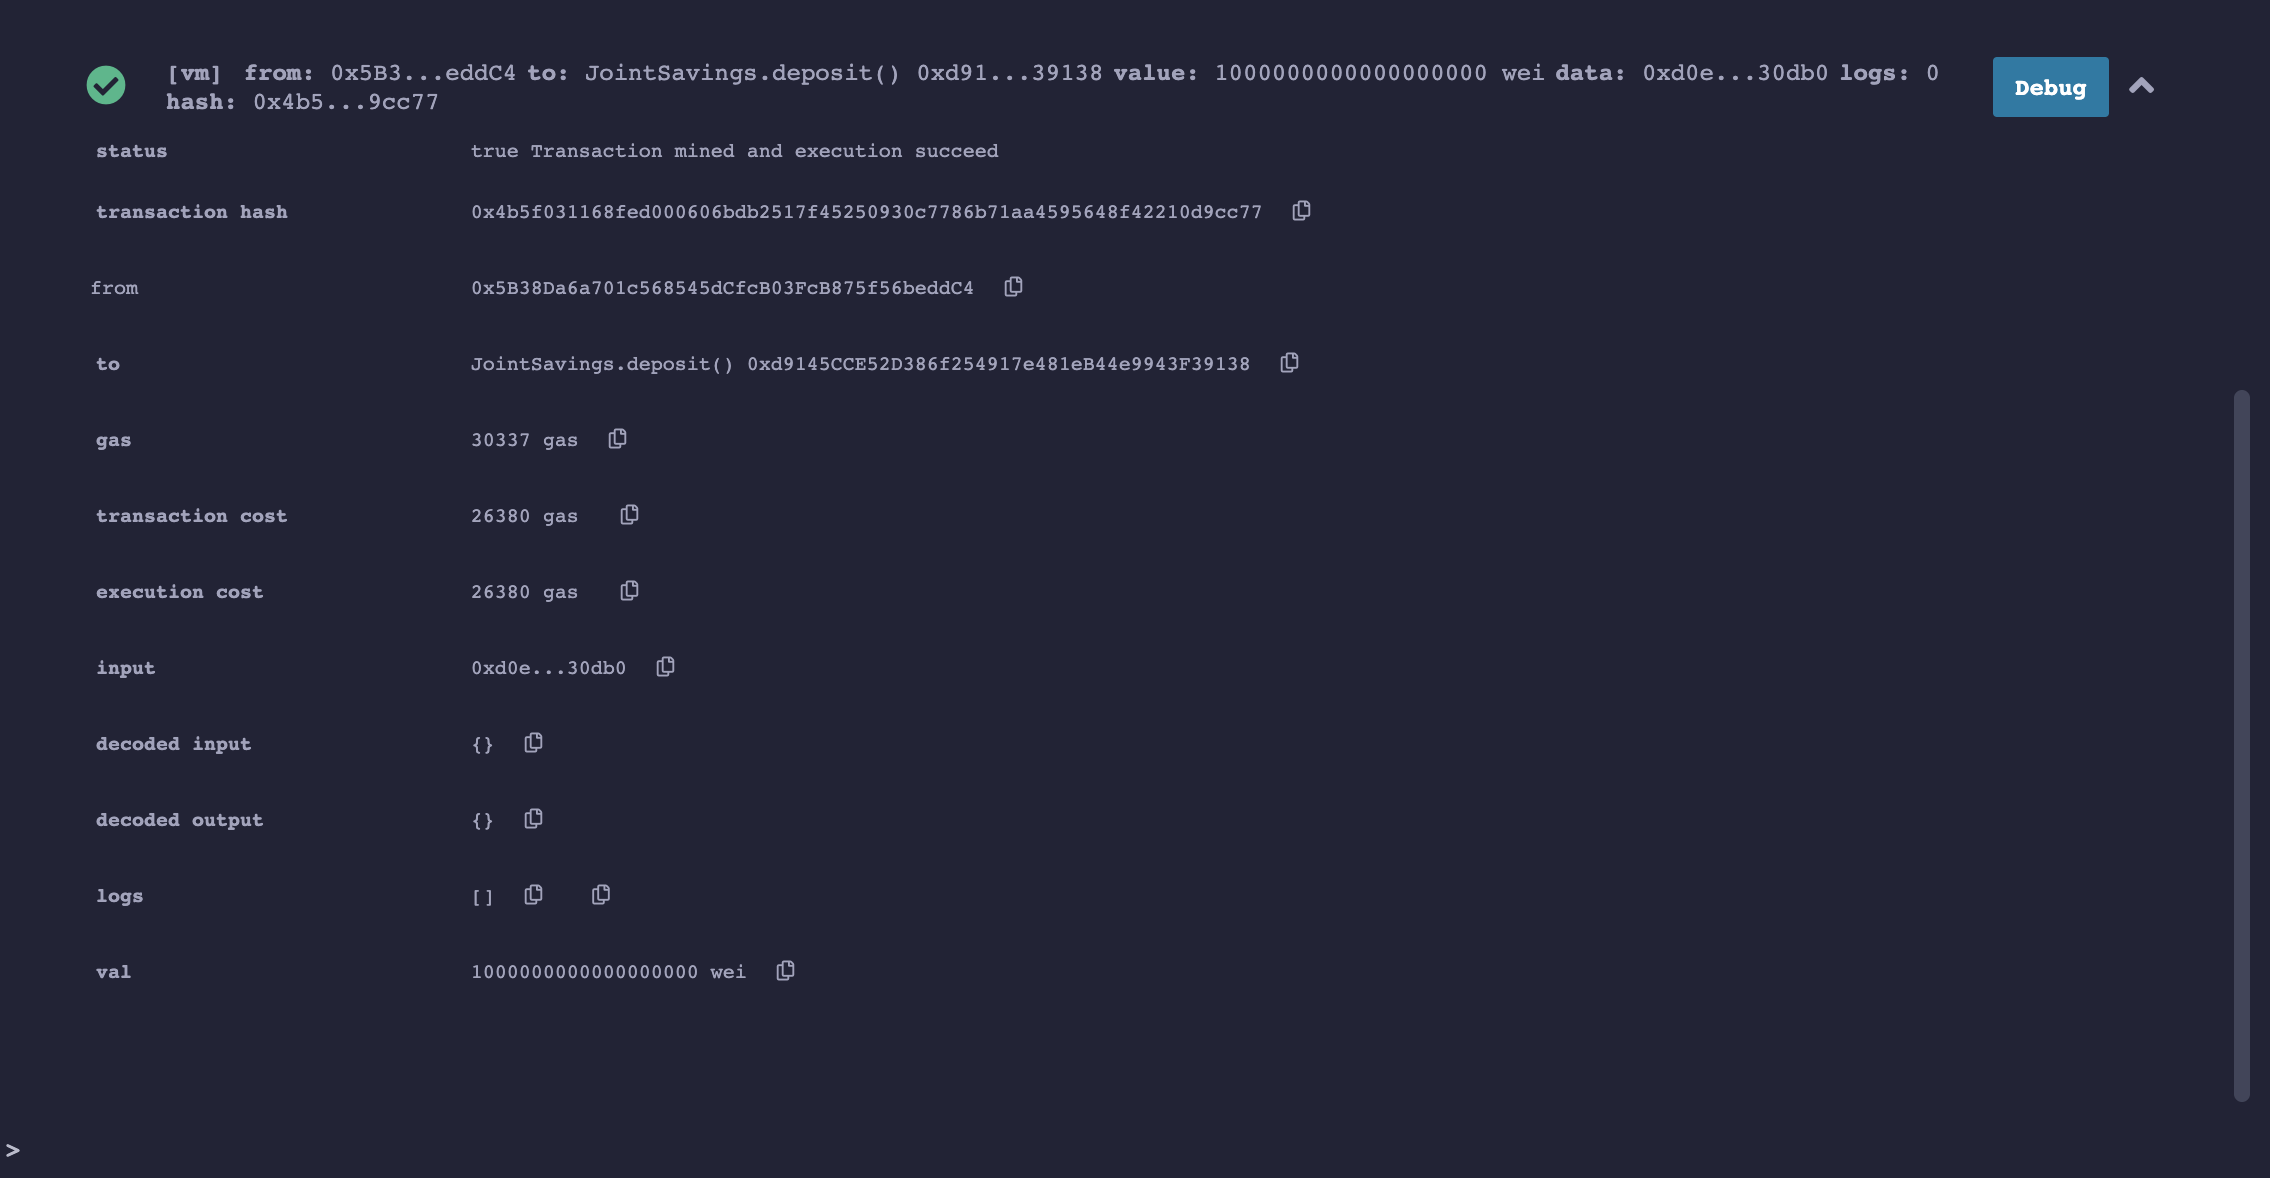 [vm] from: 0x5B3...eddC4 to: JointSavings.deposit() 0xd91...39138 value: 1000000000000000000 wei data: 0xd0e...30db0 logs: 0
hash: 0x4b5...9cc77
Debug
status true Transaction mined and execution succeed
transaction hash 0x4b5f031168fed000606bdb2517f45250930c7786b71aa4595648f42210d9cc77
from 0x5B38Da6a701c568545dCfcB03FcB875f56beddC4
to JointSavings.deposit() 0xd9145CCE52D386f254917e481eB44e9943F39138
gas 30337 gas
transaction cost 26380 gas
execution cost 26380 gas
input 0xd0e...30db0
decoded input {}
decoded output {}
logs []
val 1000000000000000000 wei
>